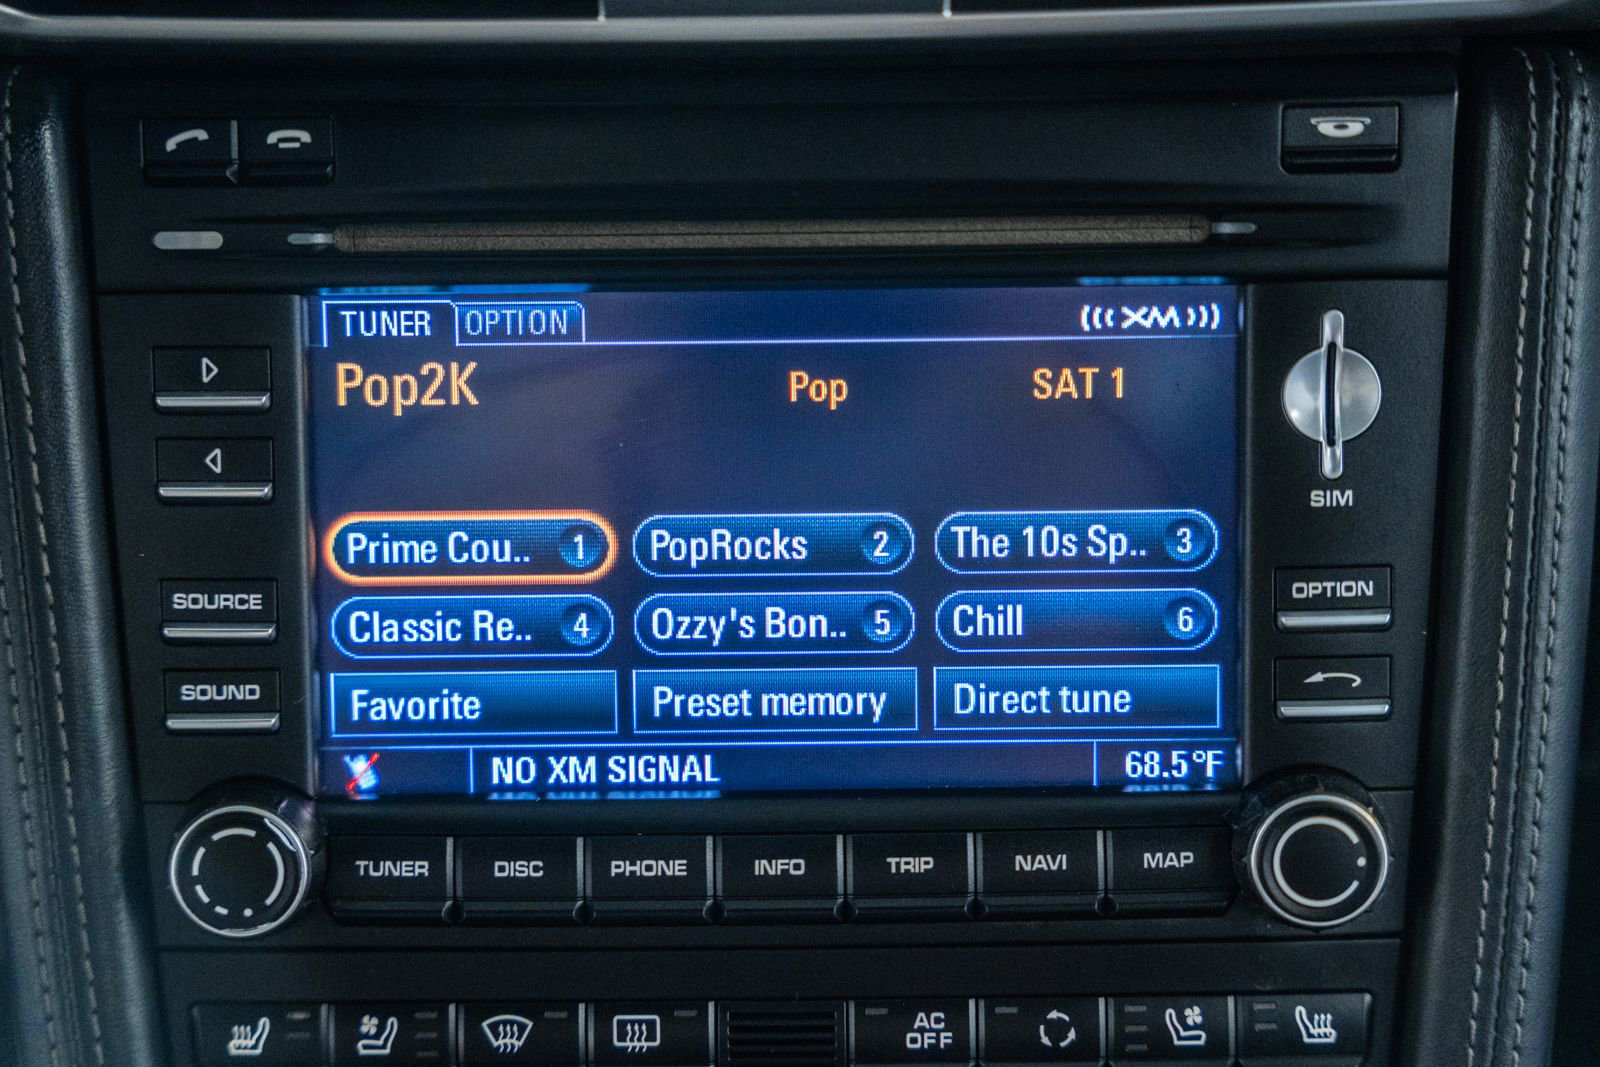 TUNER OPTION (((XM)))
Pop2K Pop SAT 1
Prime Cou.. 1 PopRocks 2 The 10s Sp.. 3
SIM
SOURCE Classic Re.. 4 Ozzy's Bon.. 5 Chill 6 OPTION
SOUND Favorite Preset memory Direct tune
NO XM SIGNAL 68.5°F
TUNER DISC PHONE INFO TRIP NAVI MAP
AC
OFF